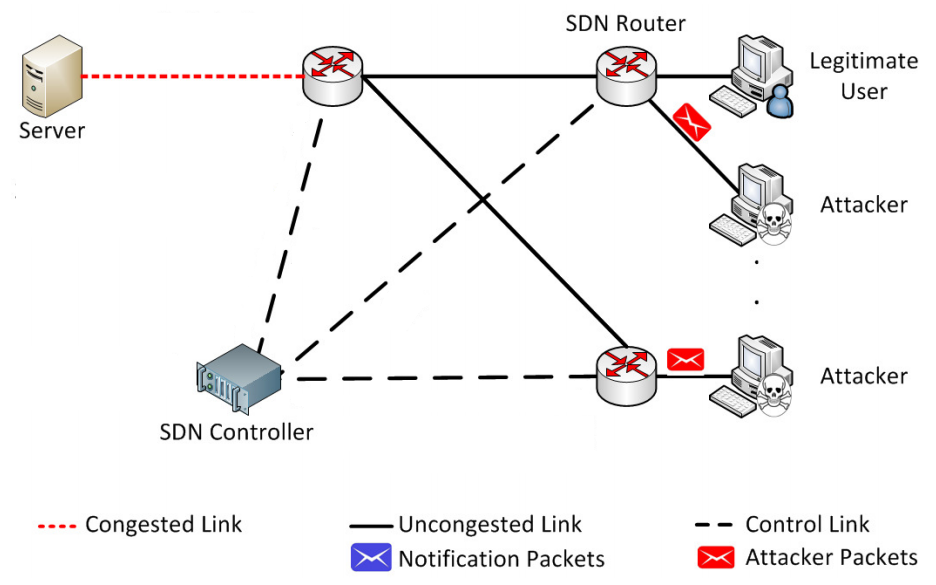 SDN Router
Legitimate
User
Server
Attacker
Attacker
SDN Controller
Congested Link
Uncongested Link
Control Link
Notification Packets
Attacker Packets